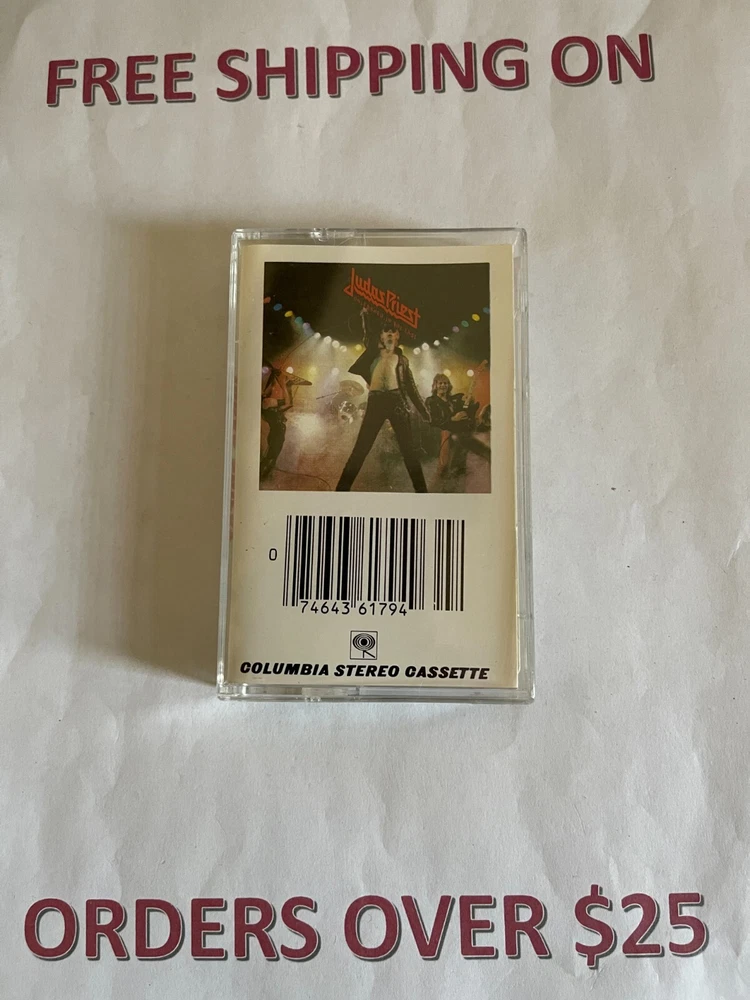 FREE SHIPPING ON
Judas Priest
0
74643 61794
COLUMBIA STEREO CASSETTE
ORDERS OVER $25